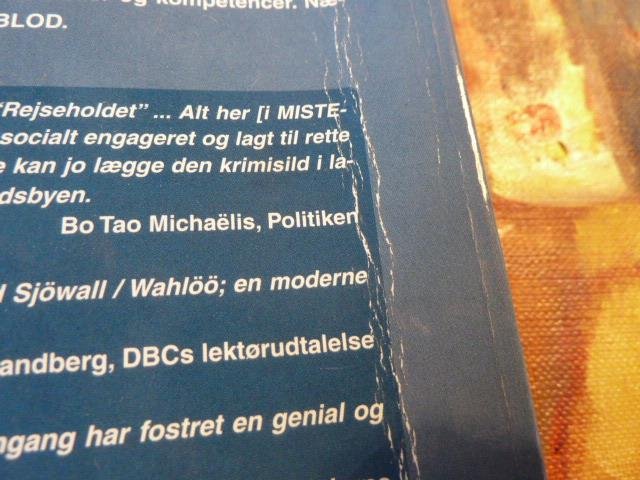 og kompetencer. Næ-
BLOD.
"Rejseholdet" ... Alt her [i MISTE-
socialt engageret og lagt til rette
kan jo lægge den krimisild i la-
dsbyen.
Bo Tao Michaëlis, Politiken
Sjöwall / Wahlöö; en moderne
andberg, DBCs lektørudtalelse
ngang har fostret en genial og